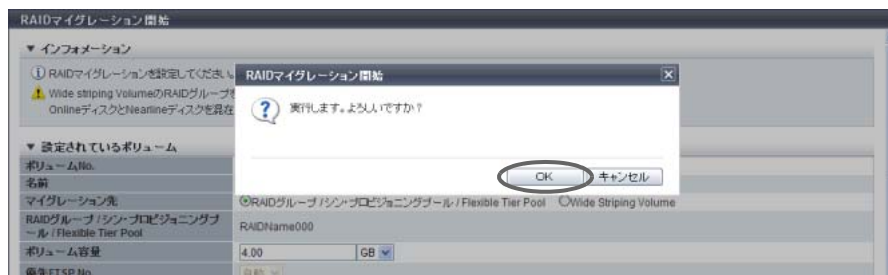 RAIDマイグレーション開始
▼ インフォメーション
RAIDマイグレーションを設定してください
Wide striping VolumeのRAIDグループを
OnlineディスクとNearlineディスクを混在
RAIDマイグレーション開始
実行します。よろしいですか？
OK キャンセル
▼ 設定されているボリューム
ボリュームNo.
名前
マイグレーション先 RAIDグループ / シン・プロビジョニングプール / Flexible Tier Pool Wide Striping Volume
RAIDグループ / シン・プロビジョニングプ
ール / Flexible Tier Pool RAIDName000
ボリューム容量 4.00 GB
優先FTSP No. 自動